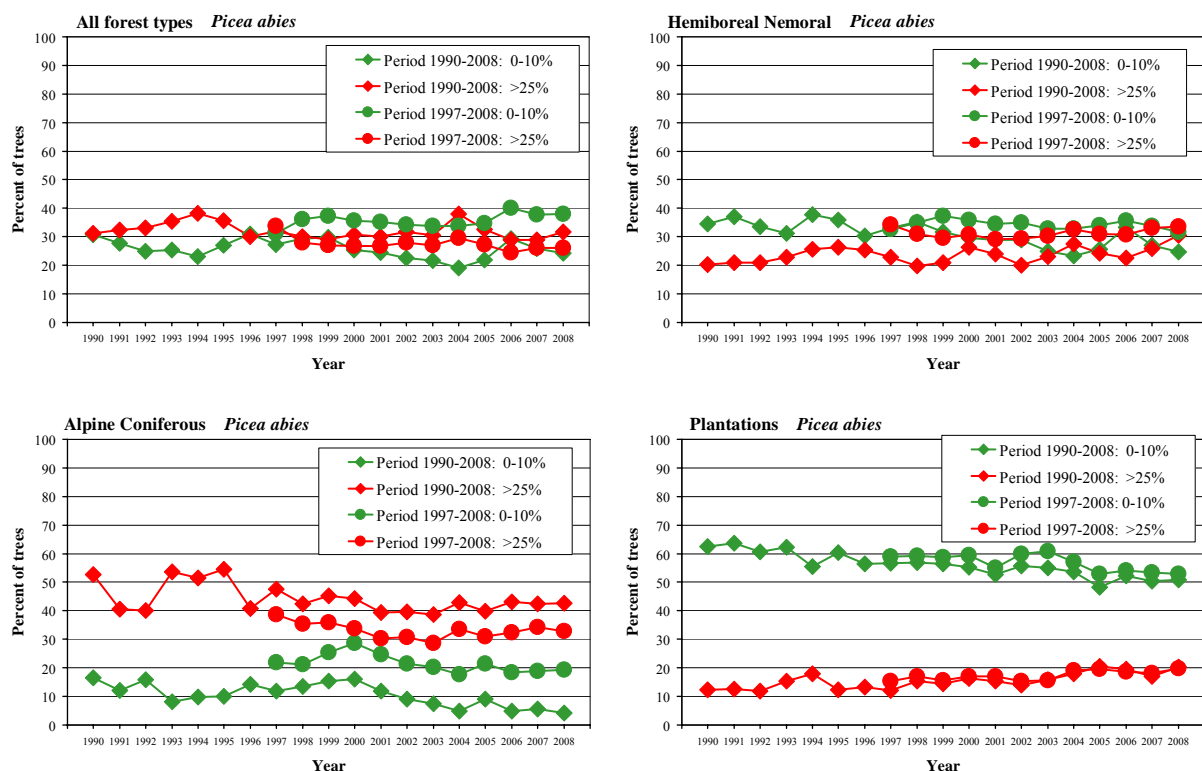 All forest types Picea abies
100
90
80
70
60
50
40
30
20
10
0
Percent of trees
Period 1990-2008: 0-10%
Period 1990-2008: >25%
Period 1997-2008: 0-10%
Period 1997-2008: >25%
1990 1991 1992 1993 1994 1995 1996 1997 1998 1999 2000 2001 2002 2003 2004 2005 2006 2007 2008
Year
Hemiboreal Nemoral Picea abies
100
90
80
70
60
50
40
30
20
10
0
Percent of trees
Period 1990-2008: 0-10%
Period 1990-2008: >25%
Period 1997-2008: 0-10%
Period 1997-2008: >25%
1990 1991 1992 1993 1994 1995 1996 1997 1998 1999 2000 2001 2002 2003 2004 2005 2006 2007 2008
Year
Alpine Coniferous Picea abies
100
90
80
70
60
50
40
30
20
10
0
Percent of trees
Period 1990-2008: 0-10%
Period 1990-2008: >25%
Period 1997-2008: 0-10%
Period 1997-2008: >25%
1990 1991 1992 1993 1994 1995 1996 1997 1998 1999 2000 2001 2002 2003 2004 2005 2006 2007 2008
Year
Plantations Picea abies
100
90
80
70
60
50
40
30
20
10
0
Percent of trees
Period 1990-2008: 0-10%
Period 1990-2008: >25%
Period 1997-2008: 0-10%
Period 1997-2008: >25%
1990 1991 1992 1993 1994 1995 1996 1997 1998 1999 2000 2001 2002 2003 2004 2005 2006 2007 2008
Year